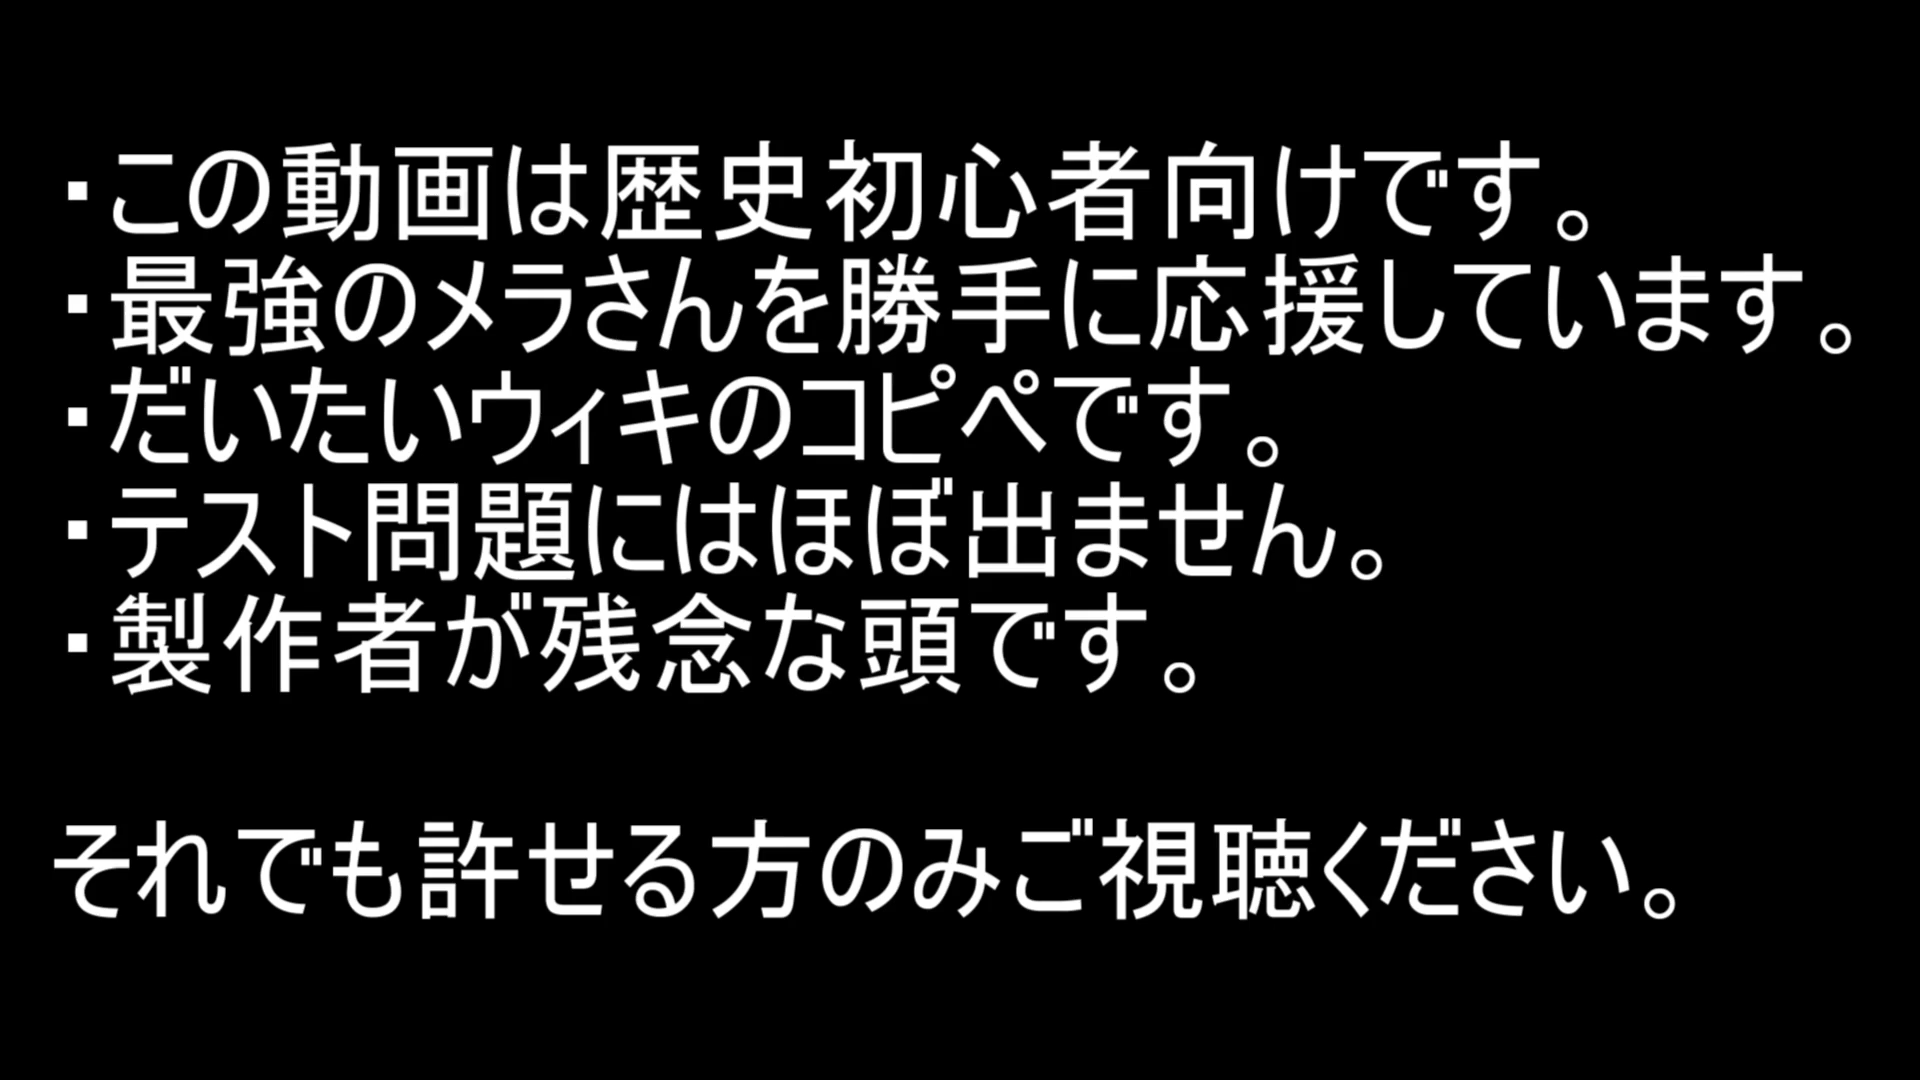 ・この動画は歴史初心者向けです。
・最強のメラさんを勝手に応援しています。
・だいたいウィキのコピペです。
・テスト問題にはほぼ出ません。
・製作者が残念な頭です。
それでも許せる方のみご視聴ください。